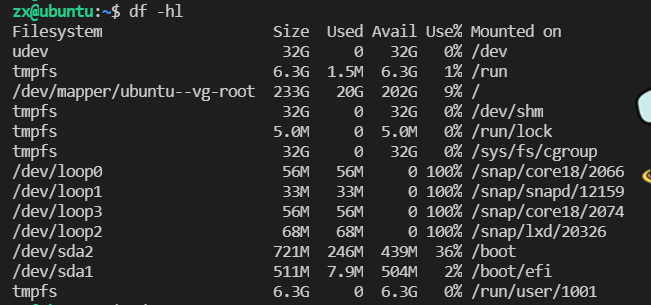 zx@ubuntu:~$ df -hl
Filesystem Size Used Avail Use% Mounted on
udev 32G 0 32G 0% /dev
tmpfs 6.3G 1.5M 6.3G 1% /run
/dev/mapper/ubuntu--vg-root 233G 20G 202G 9% /
tmpfs 32G 0 32G 0% /dev/shm
tmpfs 5.0M 0 5.0M 0% /run/lock
tmpfs 32G 0 32G 0% /sys/fs/cgroup
/dev/loop0 56M 56M 0 100% /snap/core18/2066
/dev/loop1 33M 33M 0 100% /snap/snapd/12159
/dev/loop3 56M 56M 0 100% /snap/core18/2074
/dev/loop2 68M 68M 0 100% /snap/lxd/20326
/dev/sda2 721M 246M 439M 36% /boot
/dev/sda1 511M 7.9M 504M 2% /boot/efi
tmpfs 6.3G 0 6.3G 0% /run/user/1001